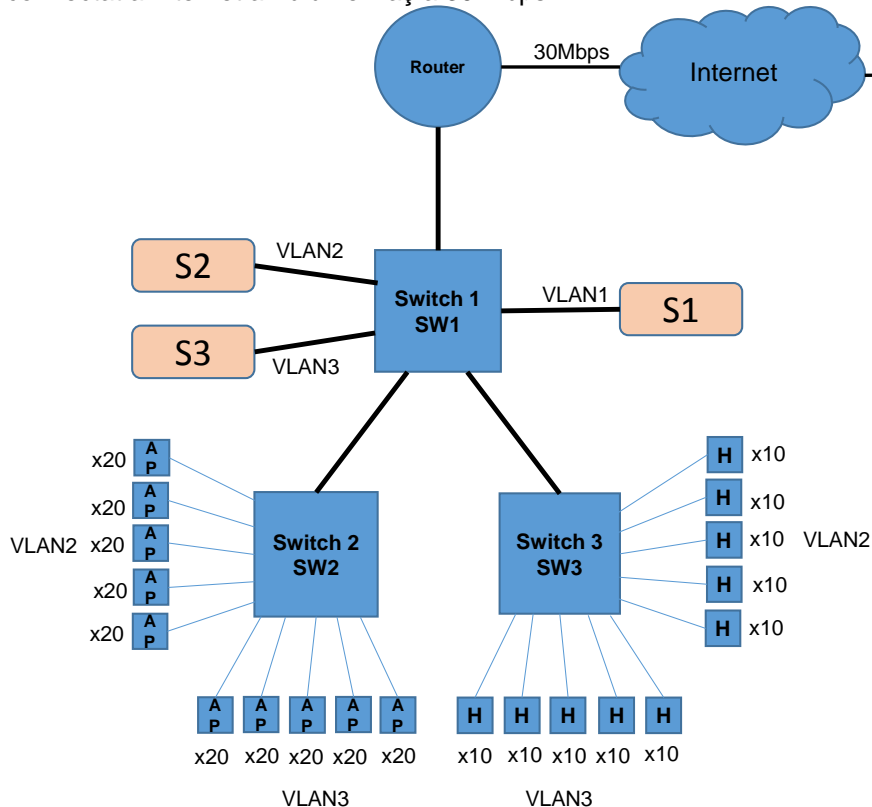 Router
30Mbps
Internet
S2
VLAN2
Switch 1
SW1
VLAN1
S1
S3
VLAN3
x20
A
P
x20
A
P
VLAN2
x20
A
P
x20
A
P
x20
A
P
Switch 2
SW2
Switch 3
SW3
H
x10
H
x10
H
x10
VLAN2
H
x10
H
x10
A
P
A
P
A
P
A
P
A
P
H
H
H
H
H
x20
x20
x20
x20
x20
x10
x10
x10
x10
x10
VLAN3
VLAN3